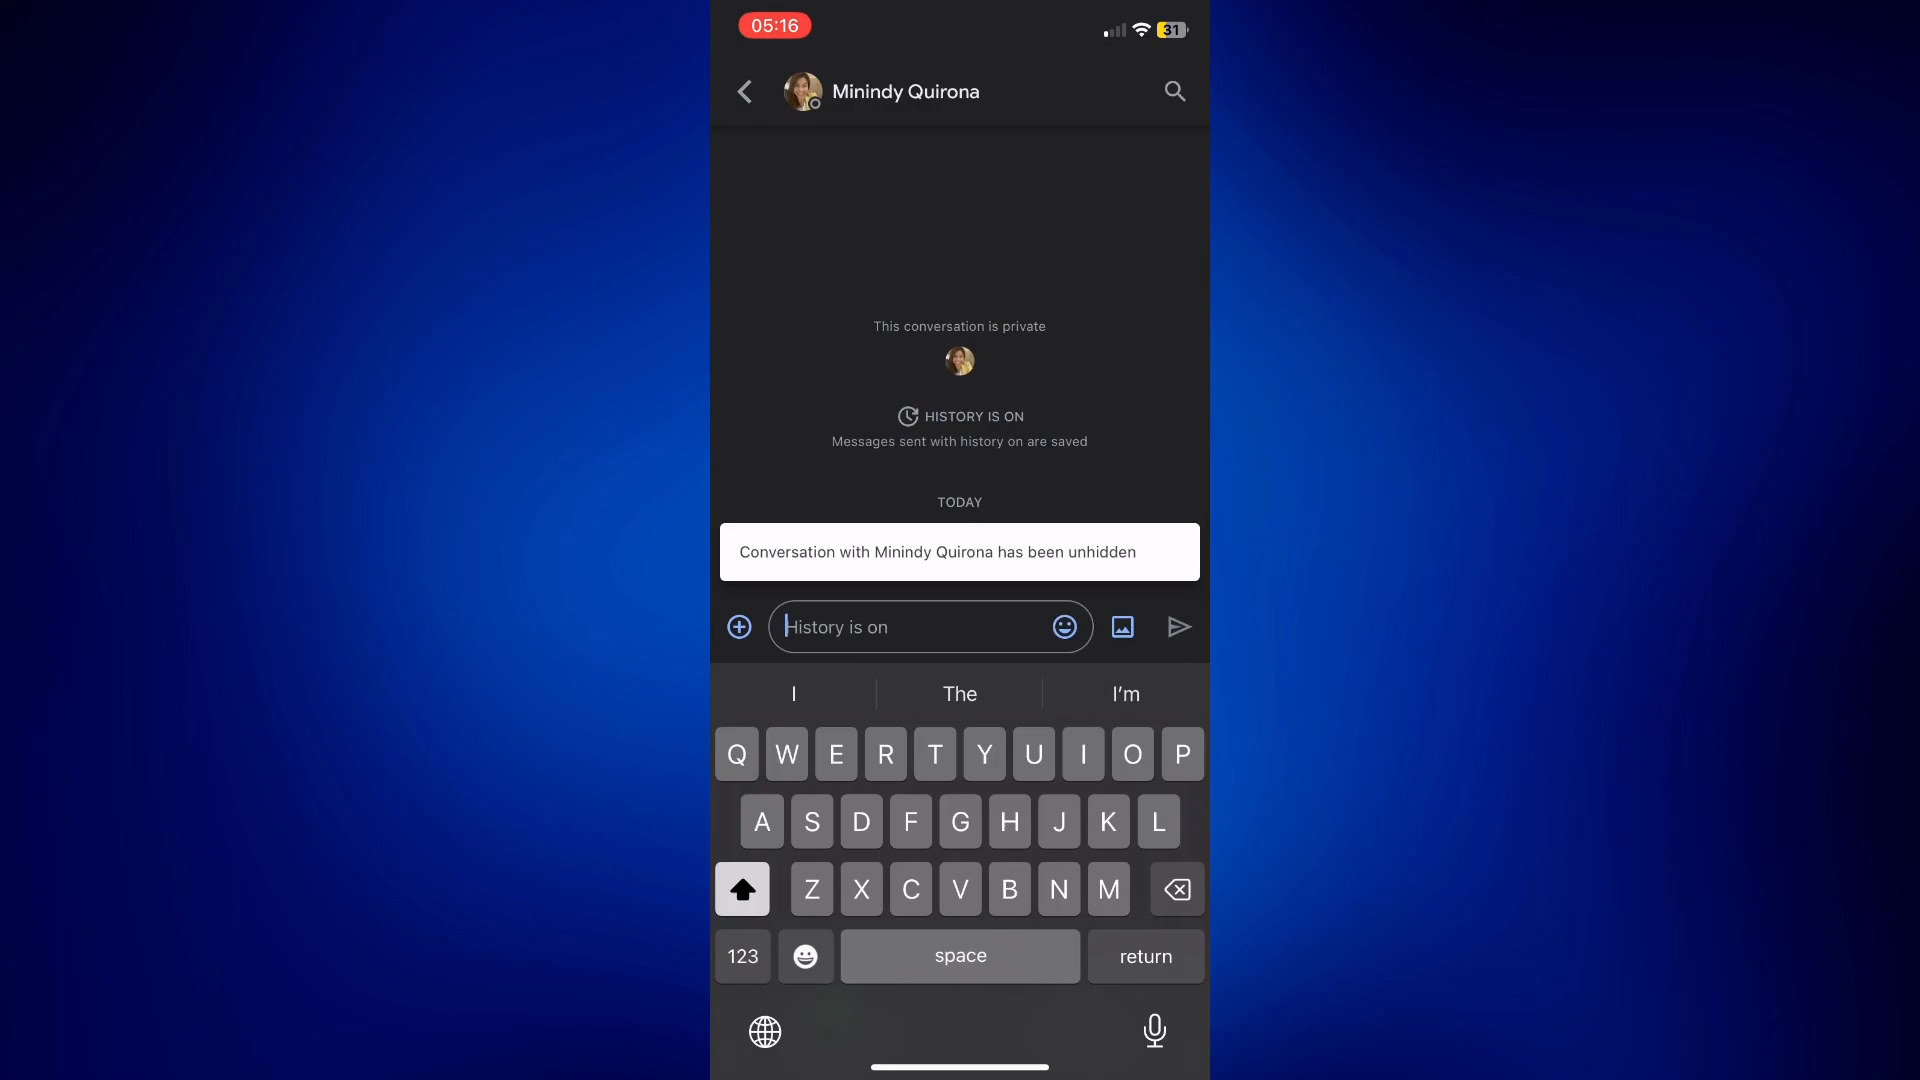 05:16
31
Minindy Quirona
This conversation is private
HISTORY IS ON
Messages sent with history on are saved
TODAY
Conversation with Minindy Quirona has been unhidden
History is on
I The I'm
Q W E R T Y U I O P
A S D F G H J K L
Z X C V B N M
123 space return